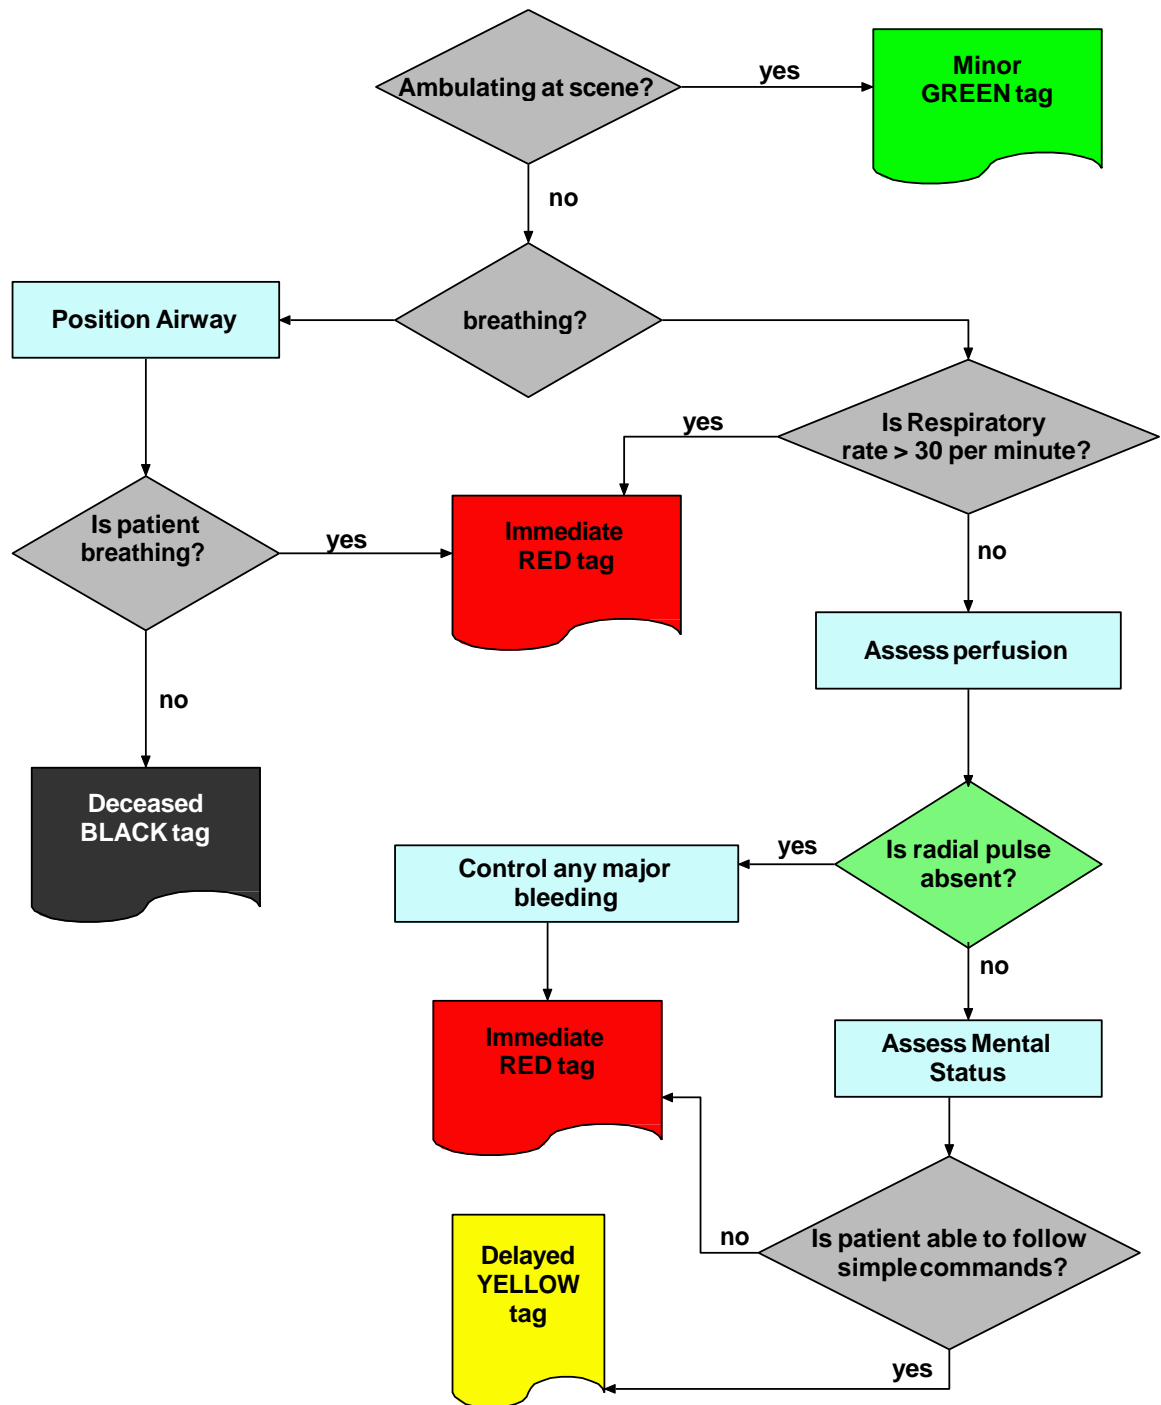 Ambulating at scene?
yes
Minor
GREEN tag
no
Position Airway
breathing?
yes
Is Respiratory
rate > 30 per minute?
Is patient
breathing?
yes
Immediate
RED tag
no
Assess perfusion
no
Deceased
BLACK tag
Control any major
bleeding
yes
Is radial pulse
absent?
no
Immediate
RED tag
Assess Mental
Status
Delayed
YELLOW
tag
no
Is patient able to follow
simple commands?
yes